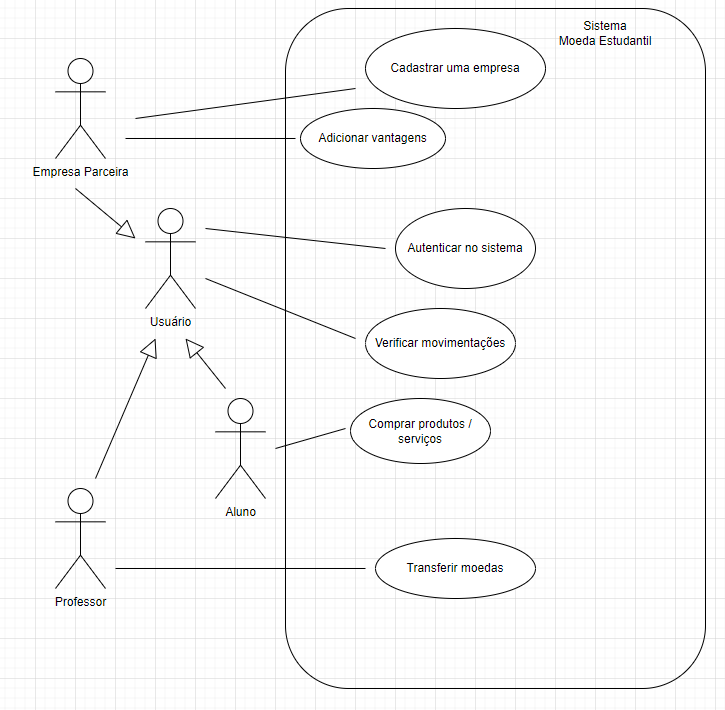 Sistema
Moeda Estudantil
Cadastrar uma empresa
Adicionar vantagens
Empresa Parceira
Autenticar no sistema
Usuário
Verificar movimentações
Comprar produtos /
serviços
Aluno
Transferir moedas
Professor